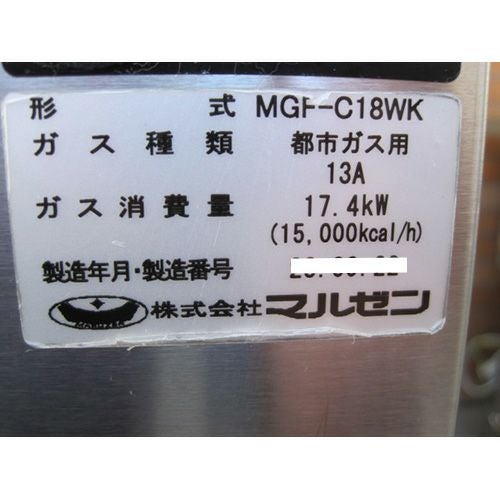 形 式 MGF-C18WK
ガス種類 都市ガス用
13A
ガス消費量 17.4kW
(15,000kcal/h)
製造年月・製造番号
MARUZEN 株式会社 マルゼン